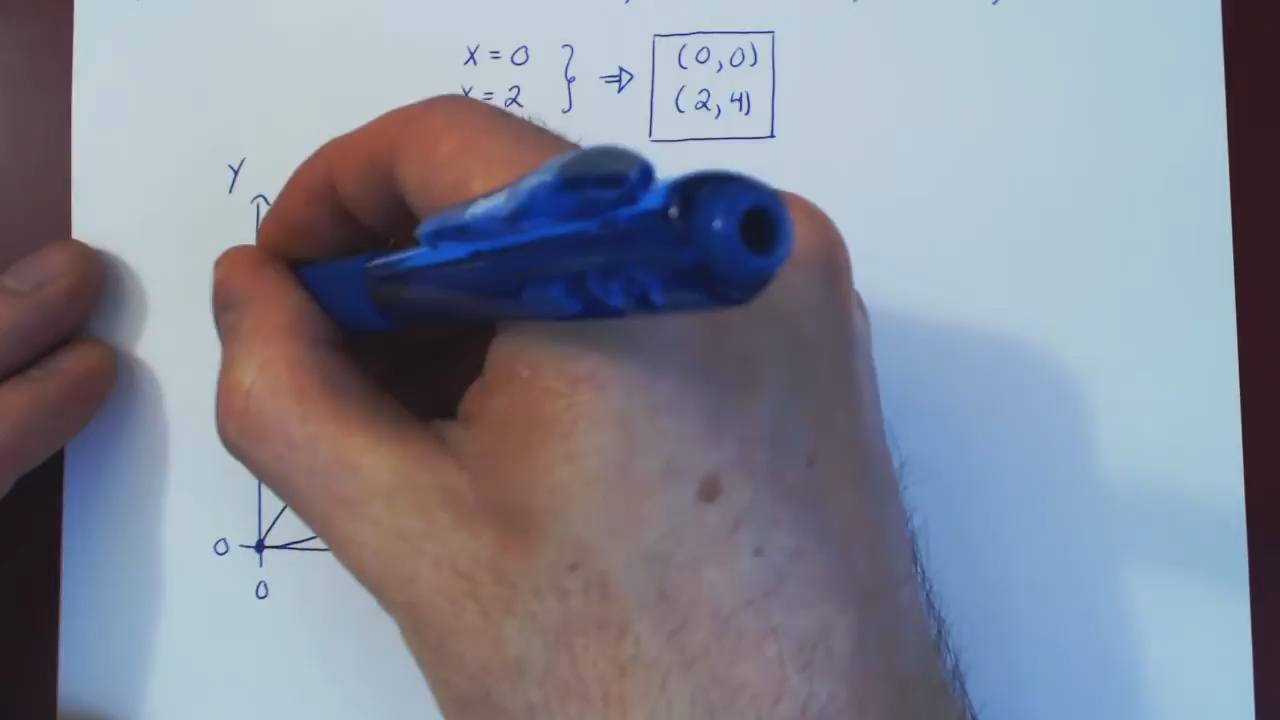 x = 0 } ⇒ (0,0)
x = 2 (2,4)
Y
0
0